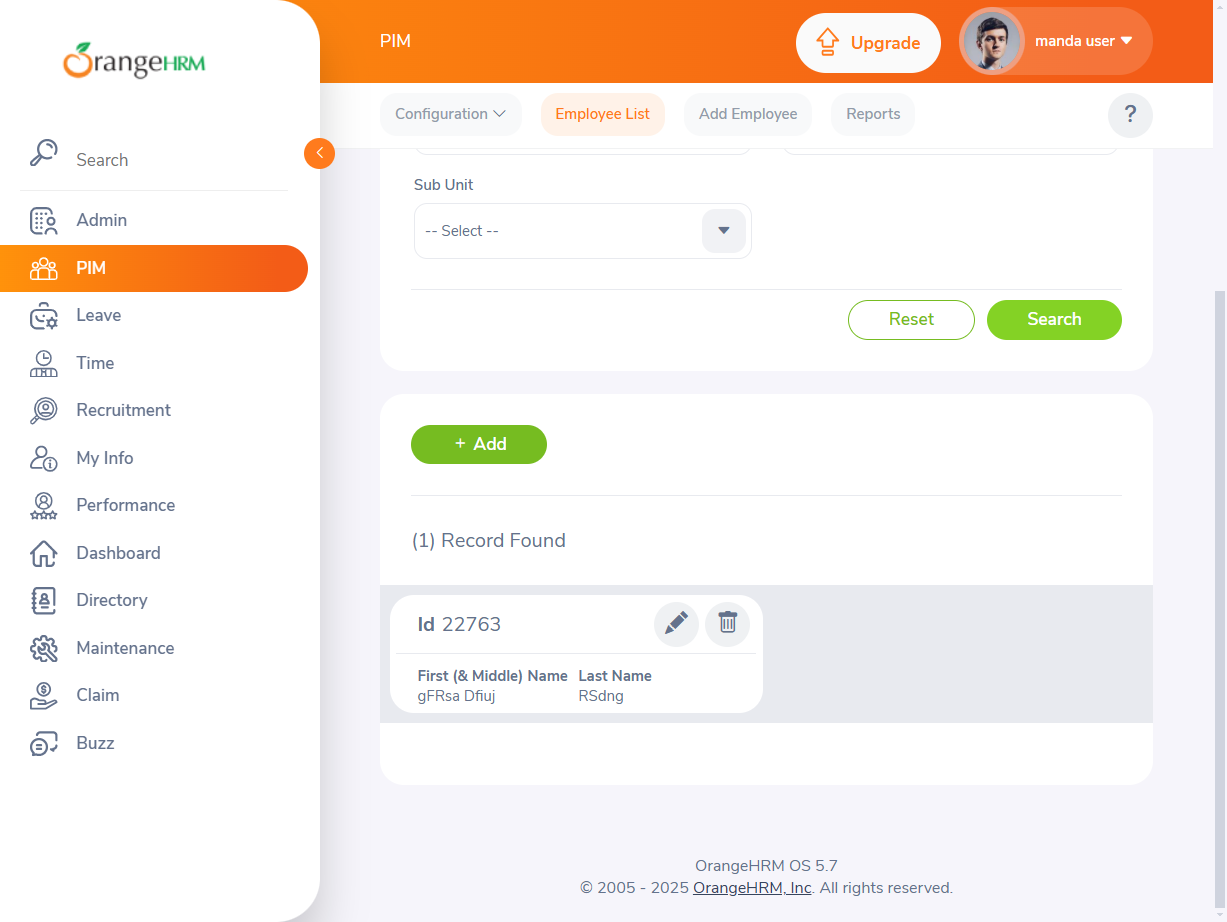 OrangeHRM
PIM
Upgrade
manda user
Configuration
Employee List
Add Employee
Reports
?
Search
Admin
PIM
Leave
Time
Recruitment
My Info
Performance
Dashboard
Directory
Maintenance
Claim
Buzz
Sub Unit
-- Select --
Reset
Search
+ Add
(1) Record Found
Id 22763
First (& Middle) Name Last Name
gFRsa Dfiuj RSdng
OrangeHRM OS 5.7
© 2005 - 2025 OrangeHRM, Inc. All rights reserved.